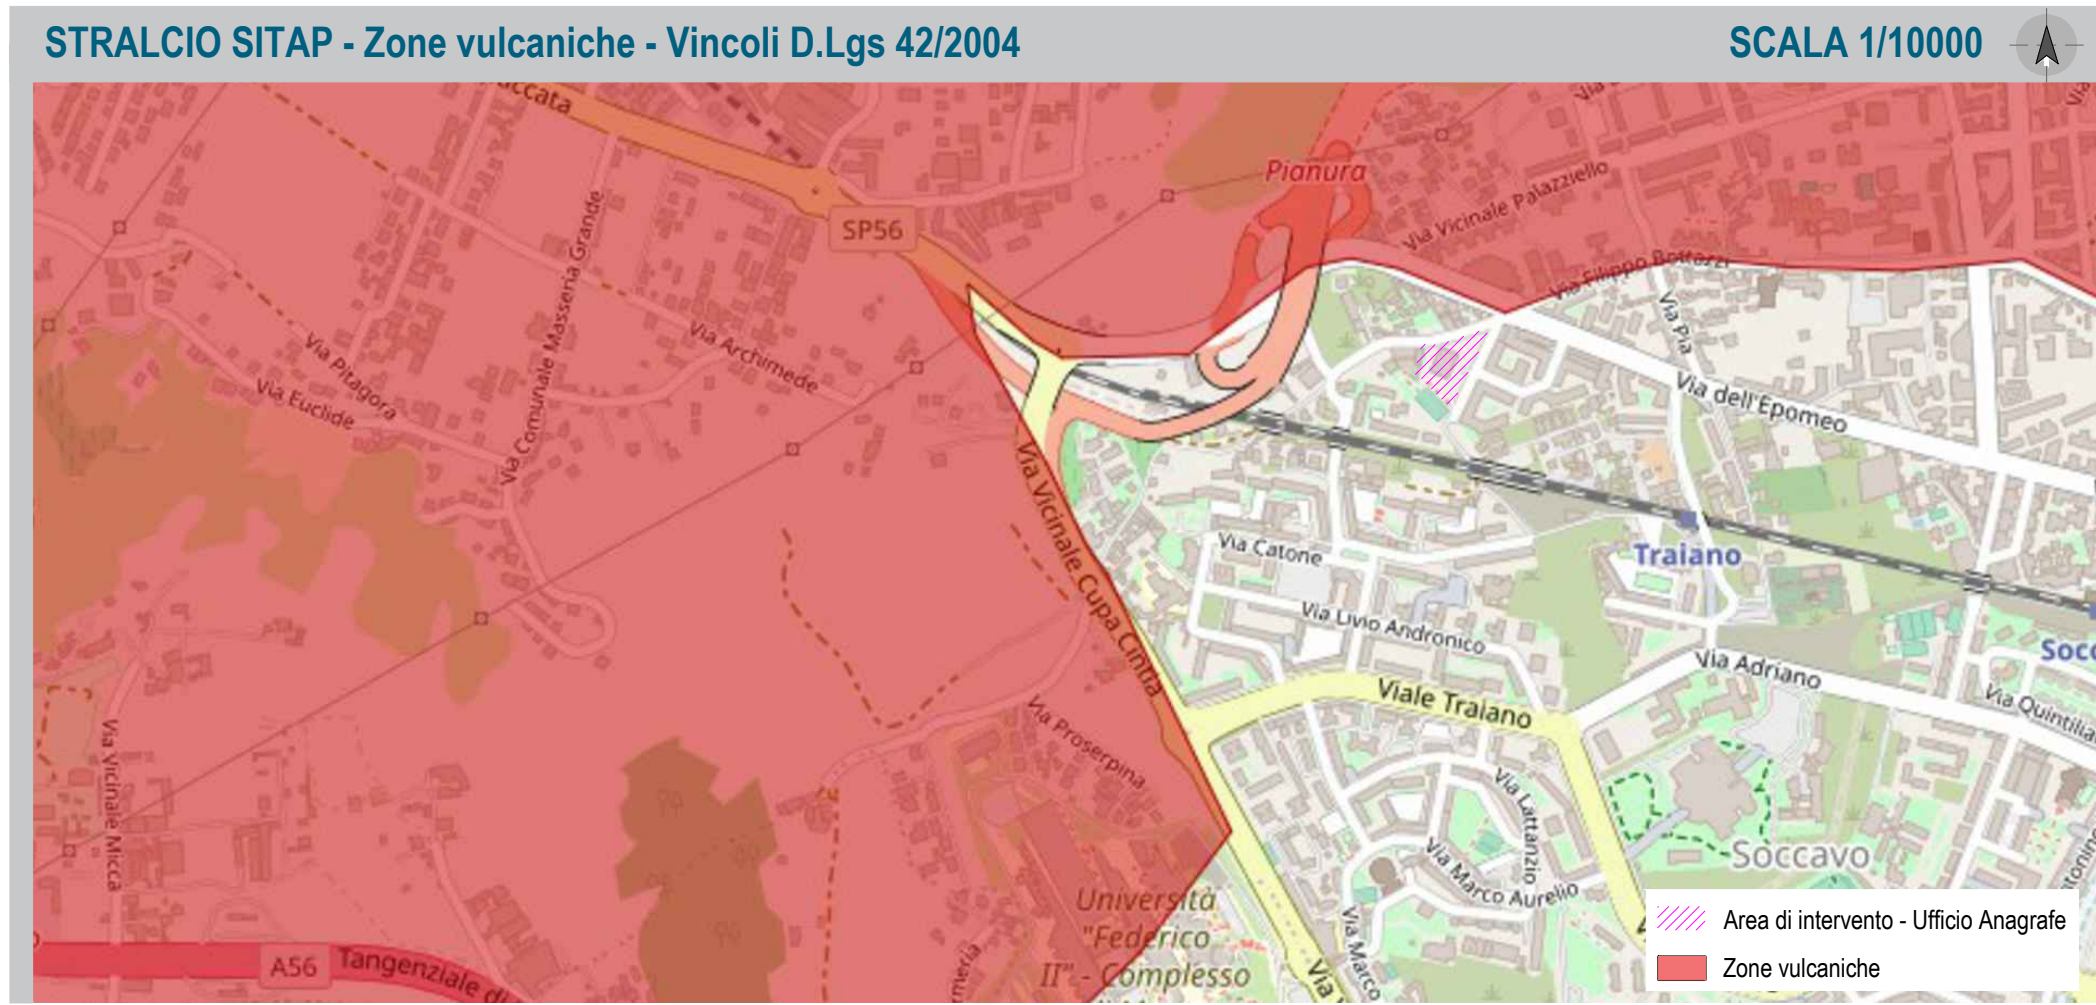 STRALCIO SITAP - Zone vulcaniche - Vincoli D.Lgs 42/2004
SCALA 1/10000
Pianura
Via Vicinale Palazziello
SP56
Via Filippo Bottazzi
Via Comunale Masseria Grande
Via Pia
Via Archimede
Via Pitagora
Via Euclide
Via dell'Epomeo
Via Vicinale Cupa Cintia
Via Catone
Traiano
Via Livio Andronico
Via Adriano
Viale Traiano
Via Proserpina
Via Vicinale Micca
Via Lattanzio
Soccavo
Via Marco Aurelio
Università
"Federico
II" - Complesso
Via Marco
A56
Tangenziale di
Area di intervento - Ufficio Anagrafe
Zone vulcaniche